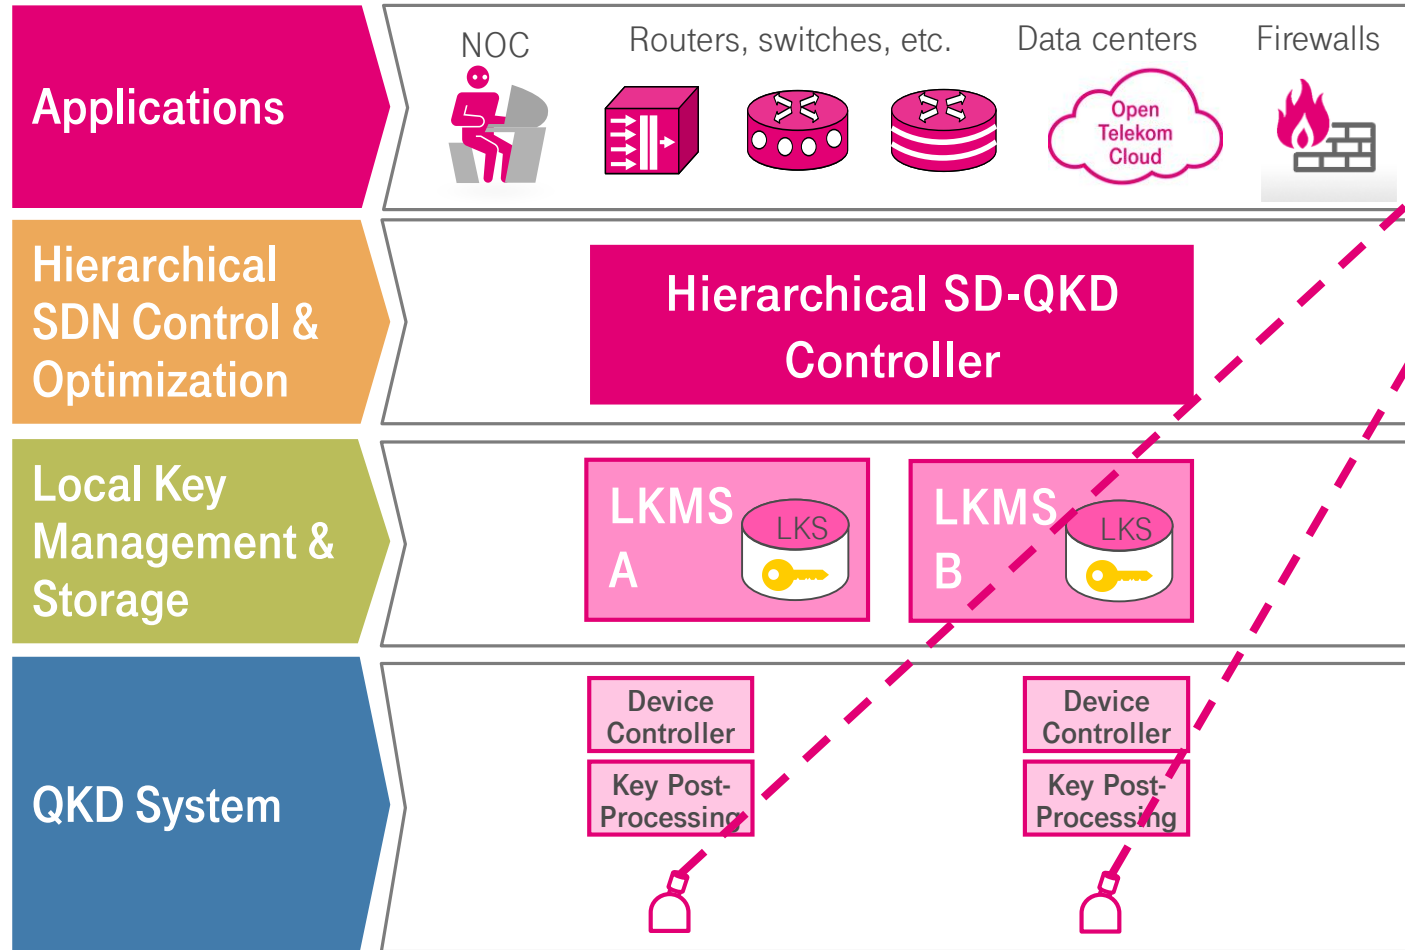 Applications
NOC
Routers, switches, etc.
Data centers
Firewalls
Open
Telekom
Cloud
Hierarchical
SDN Control &
Optimization
Hierarchical SD-QKD
Controller
Local Key
Management &
Storage
LKMS
A
LKS
LKMS
B
LKS
QKD System
Device
Controller
Key Post-
Processing
Device
Controller
Key Post-
Processing